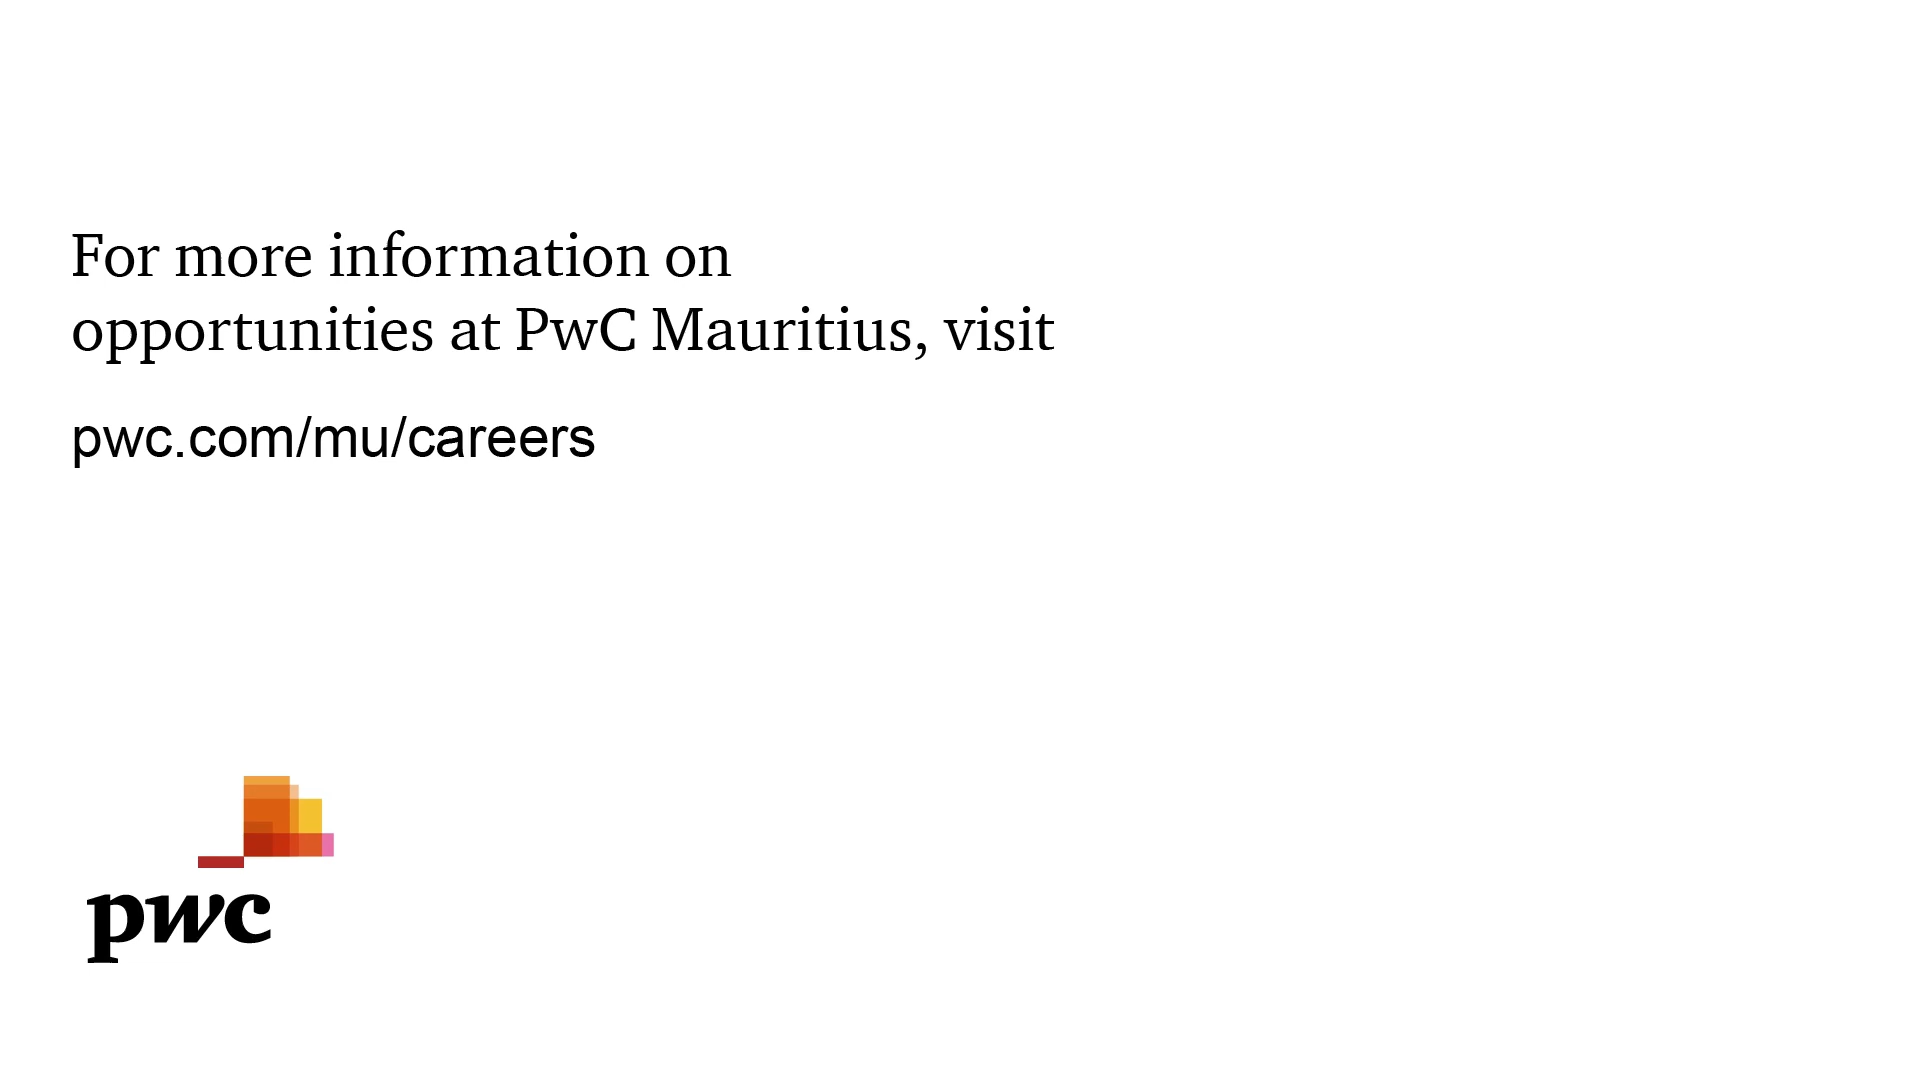 For more information on
opportunities at PwC Mauritius, visit
pwc.com/mu/careers
pwc